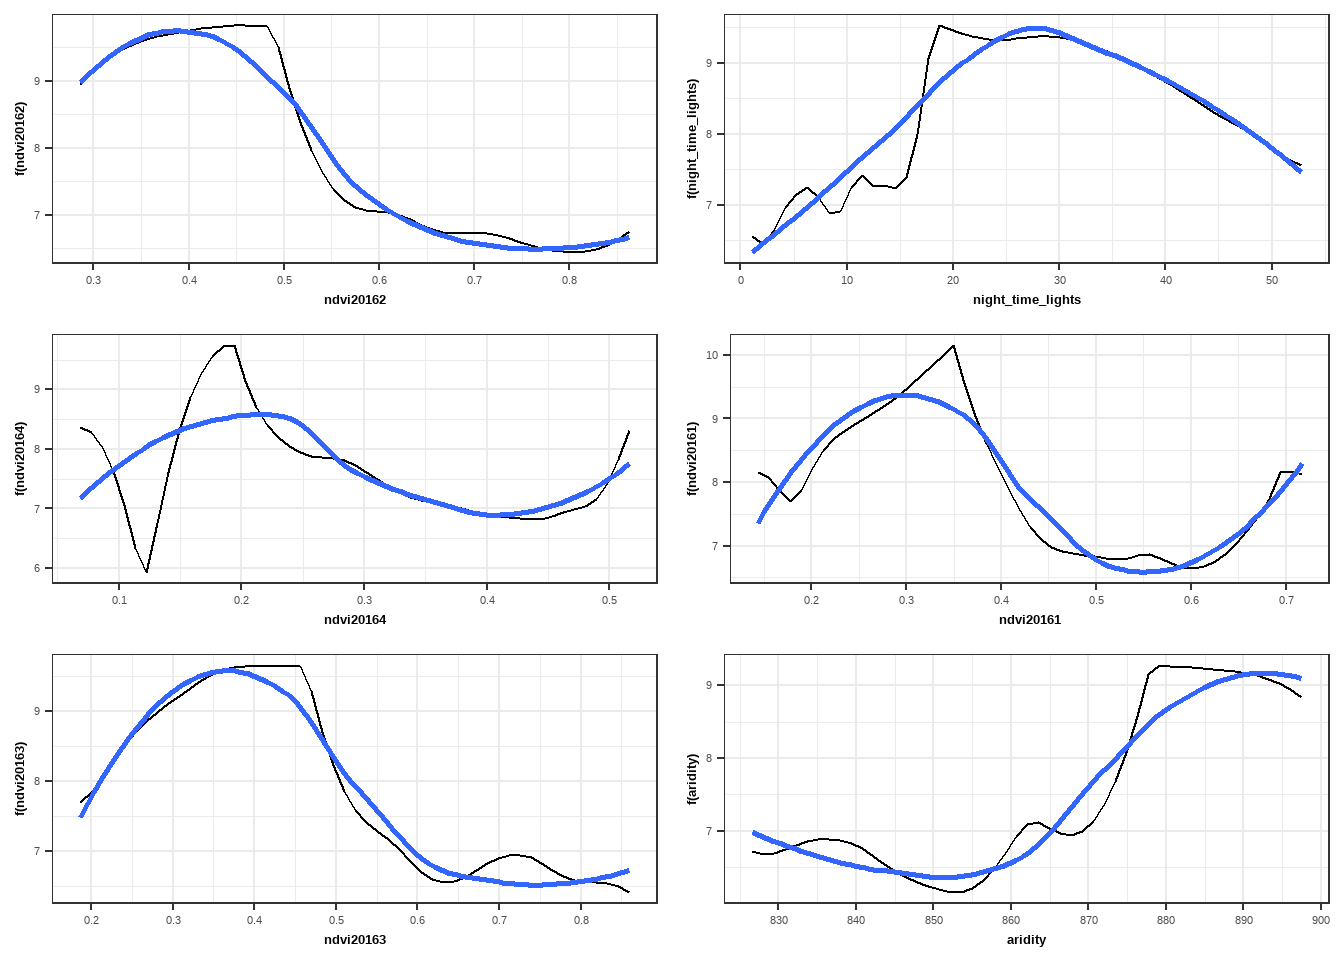 f(ndvi20162)
9
8
7
0.3 0.4 0.5 0.6 0.7 0.8
ndvi20162
f(night_time_lights)
9
8
7
0 10 20 30 40 50
night_time_lights
f(ndvi20164)
9
8
7
6
0.1 0.2 0.3 0.4 0.5
ndvi20164
f(ndvi20161)
10
9
8
7
0.2 0.3 0.4 0.5 0.6 0.7
ndvi20161
f(ndvi20163)
9
8
7
0.2 0.3 0.4 0.5 0.6 0.7 0.8
ndvi20163
f(aridity)
9
8
7
830 840 850 860 870 880 890 900
aridity